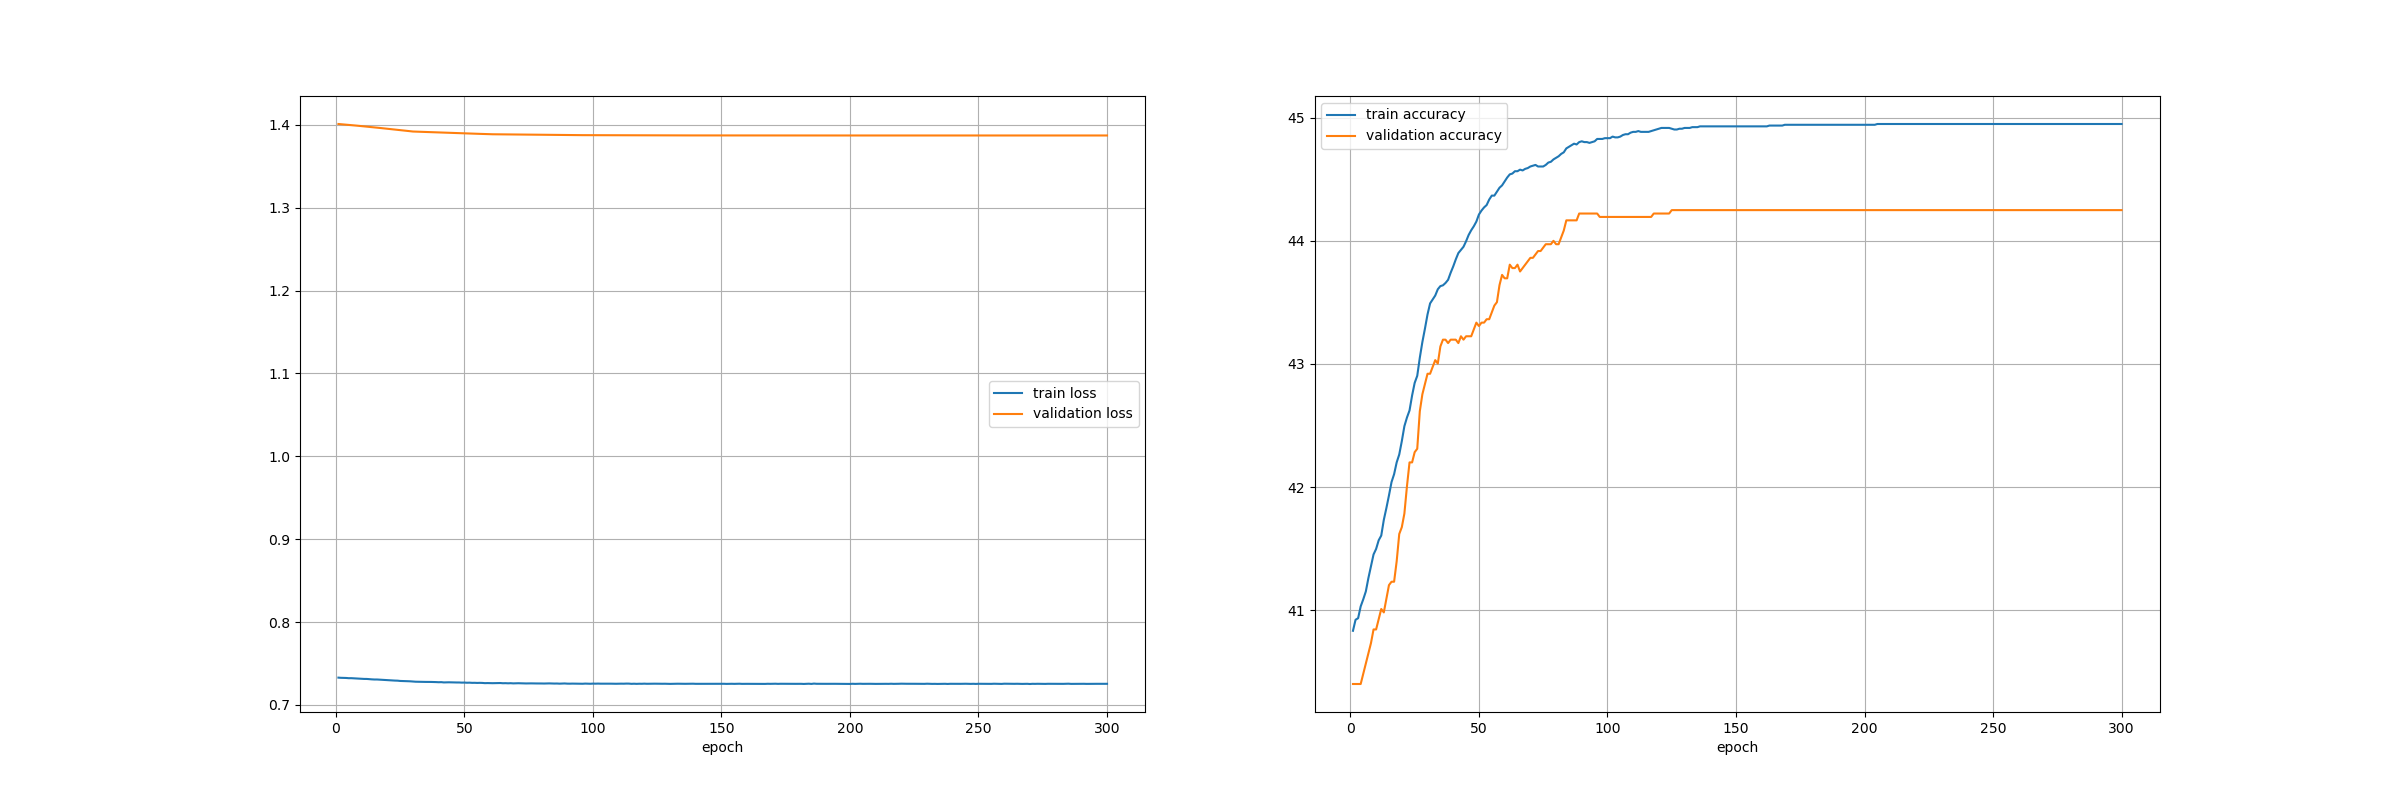 1.4
1.3
1.2
1.1
1.0
0.9
0.8
0.7
train loss
validation loss
0 50 100 150 200 250 300
epoch
train accuracy
validation accuracy
45
44
43
42
41
0 50 100 150 200 250 300
epoch